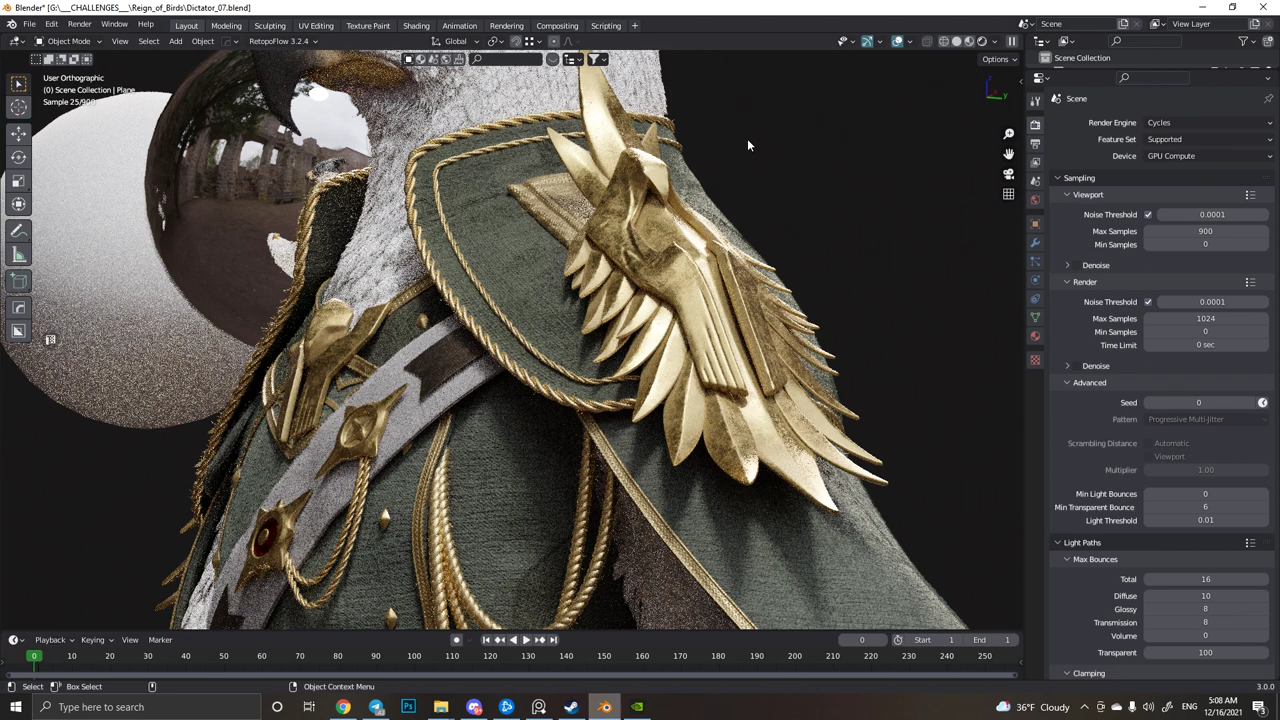 Blender* [G:\___CHALLENGES__\Reign_of_Birds\Dictator_07.blend]
File Edit Render Window Help Layout Modeling Sculpting UV Editing Texture Paint Shading Animation Rendering Compositing Scripting + Scene View Layer
Object Mode View Select Add Object RetopoFlow 3.2.4 Global
Options
User Orthographic
(0) Scene Collection | Plane
Sample 25/900
Scene Collection
Scene
Render Engine Cycles
Feature Set Supported
Device GPU Compute
Sampling
Viewport
Noise Threshold 0.0001
Max Samples 900
Min Samples 0
Denoise
Render
Noise Threshold 0.0001
Max Samples 1024
Min Samples 0
Time Limit 0 sec
Denoise
Advanced
Seed 0
Pattern Progressive Multi-Jitter
Scrambling Distance Automatic
Viewport
Multiplier 1.00
Min Light Bounces 0
Min Transparent Bounce 6
Light Threshold 0.01
Light Paths
Max Bounces
Total 16
Diffuse 10
Glossy 8
Transmission 8
Volume 0
Transparent 100
Clamping
Playback Keying View Marker 0 Start 1 End 1
0 10 20 30 40 50 60 70 80 90 100 110 120 130 140 150 160 170 180 190 200 210 220 230 240 250
Select Box Select Object Context Menu 3.0.0
Type here to search Ps 36°F Cloudy ENG 5:08 AM
12/16/2021